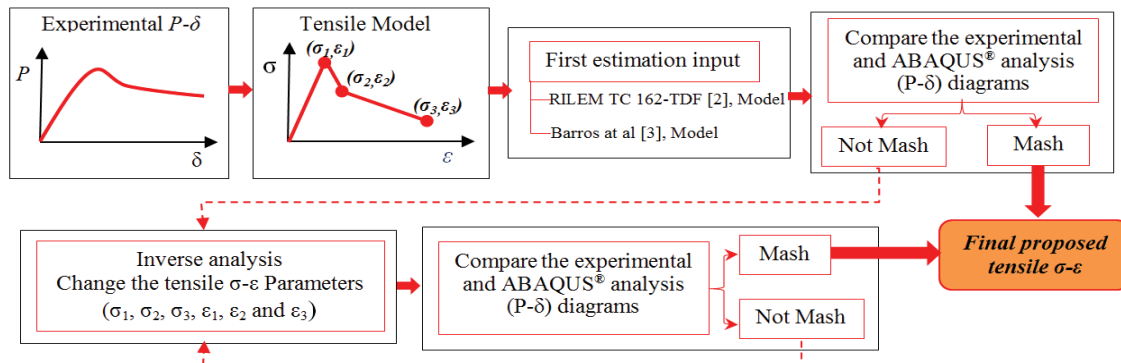 Experimental P-δ
P
δ
Tensile Model
σ
(σ1,ε1)
(σ2,ε2)
(σ3,ε3)
ε
First estimation input
RILEM TC 162-TDF [2], Model
Barros at al [3], Model
Compare the experimental
and ABAQUS® analysis
(P-δ) diagrams
Not Mash
Mash
Inverse analysis
Change the tensile σ-ε Parameters
(σ1, σ2, σ3, ε1, ε2 and ε3)
Compare the experimental
and ABAQUS® analysis
(P-δ) diagrams
Mash
Not Mash
Final proposed
tensile σ-ε